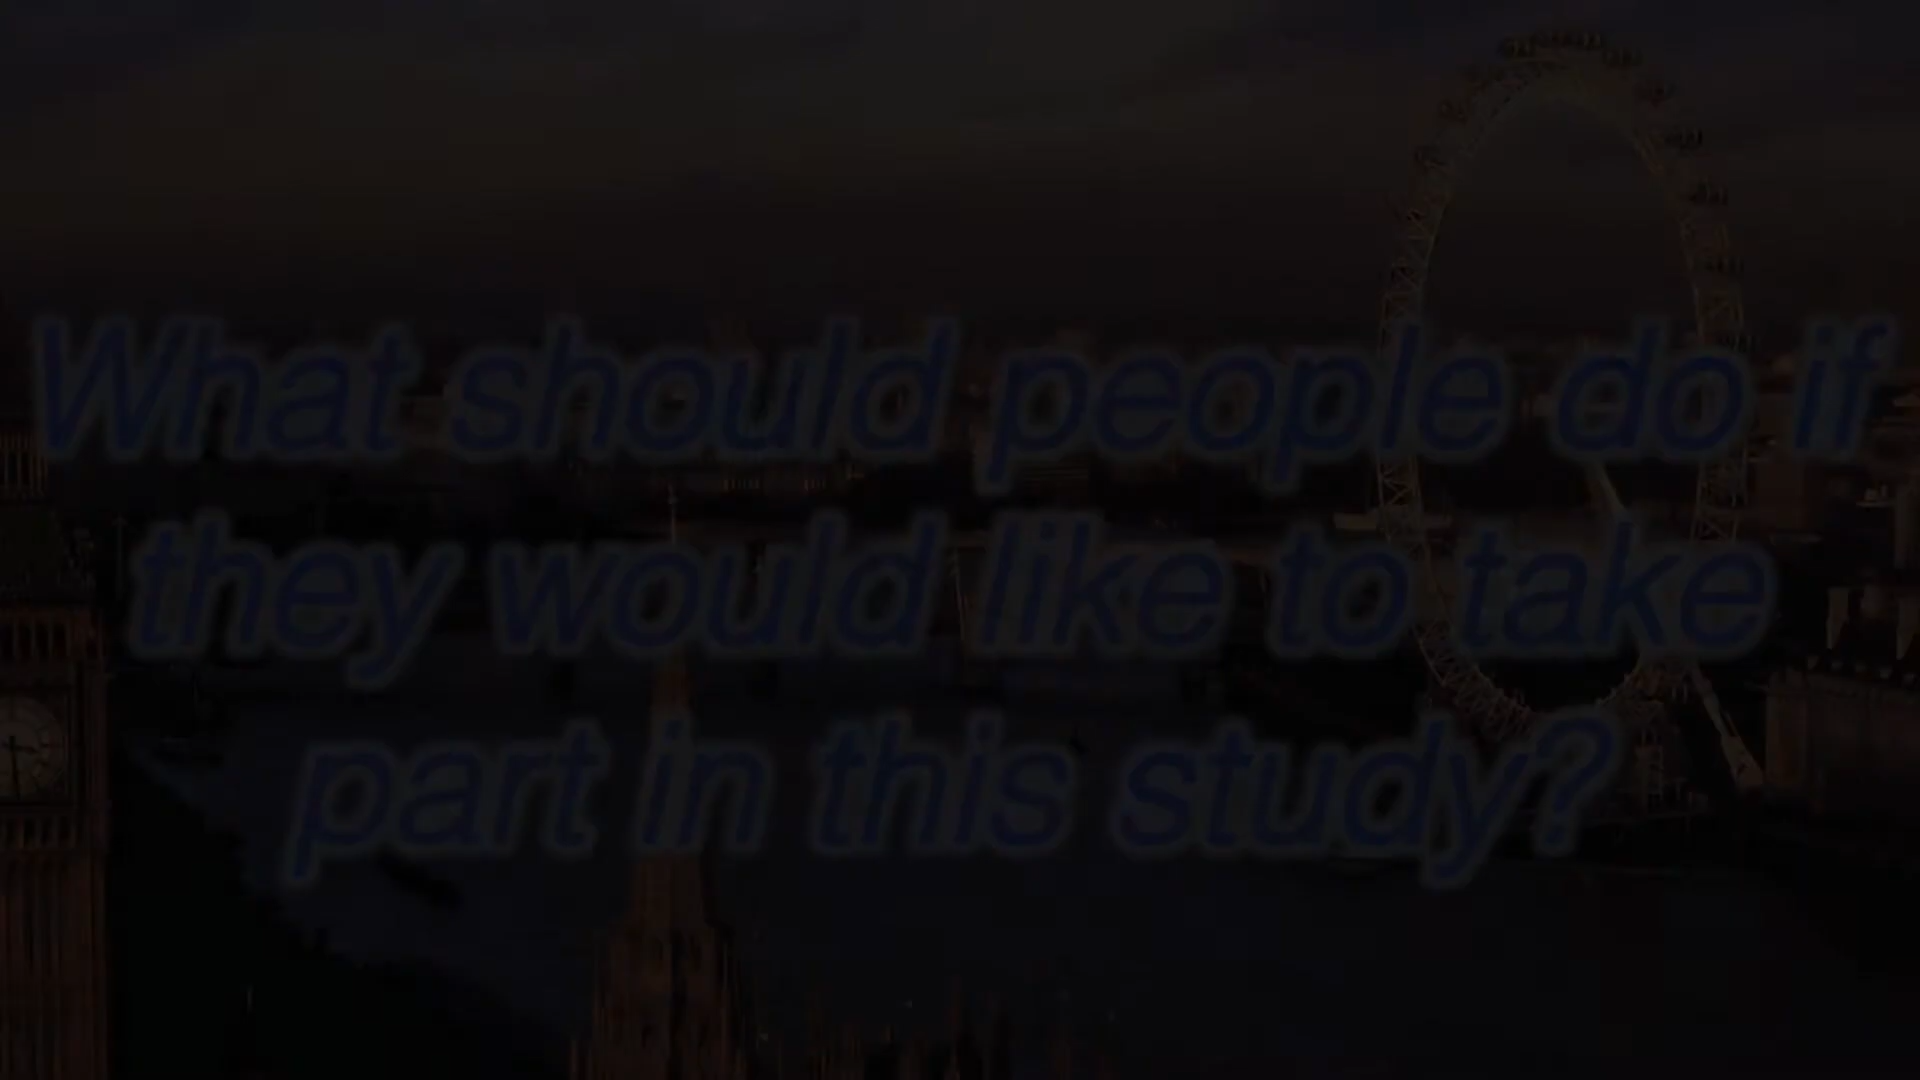 What should people do if
they would like to take
part in this study?